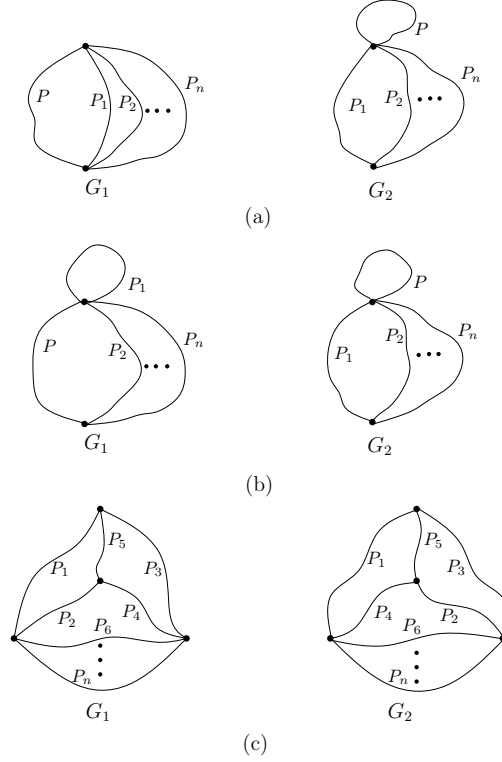 P P₁ P₂ ••• Pₙ
G₁
P P₁ P₂ ••• Pₙ
G₂
(a)
P₁ P P₂ ••• Pₙ
G₁
P P₁ P₂ ••• Pₙ
G₂
(b)
P₁ P₅ P₃ P₂ P₄ P₆ Pₙ
G₁
P₁ P₅ P₃ P₄ P₂ P₆ Pₙ
G₂
(c)